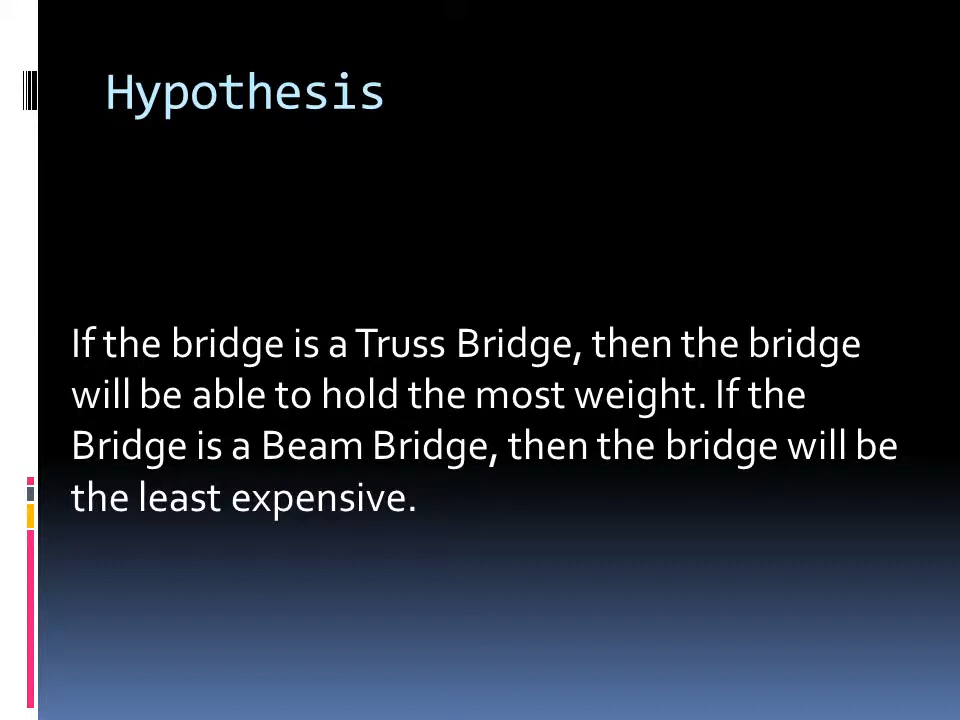 Hypothesis
If the bridge is a Truss Bridge, then the bridge
will be able to hold the most weight. If the
Bridge is a Beam Bridge, then the bridge will be
the least expensive.